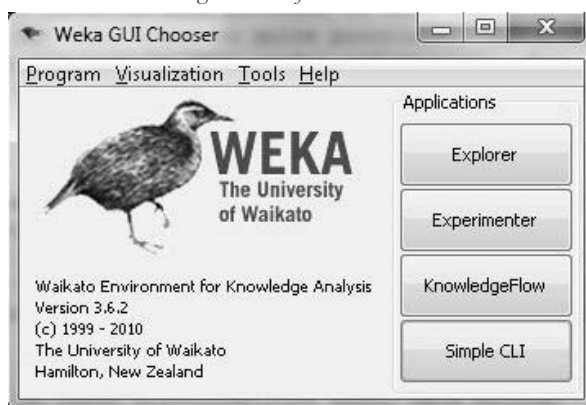 Weka GUI Chooser
Program Visualization Tools Help
WEKA
The University
of Waikato
Waikato Environment for Knowledge Analysis
Version 3.6.2
(c) 1999 - 2010
The University of Waikato
Hamilton, New Zealand
Applications
Explorer
Experimenter
KnowledgeFlow
Simple CLI